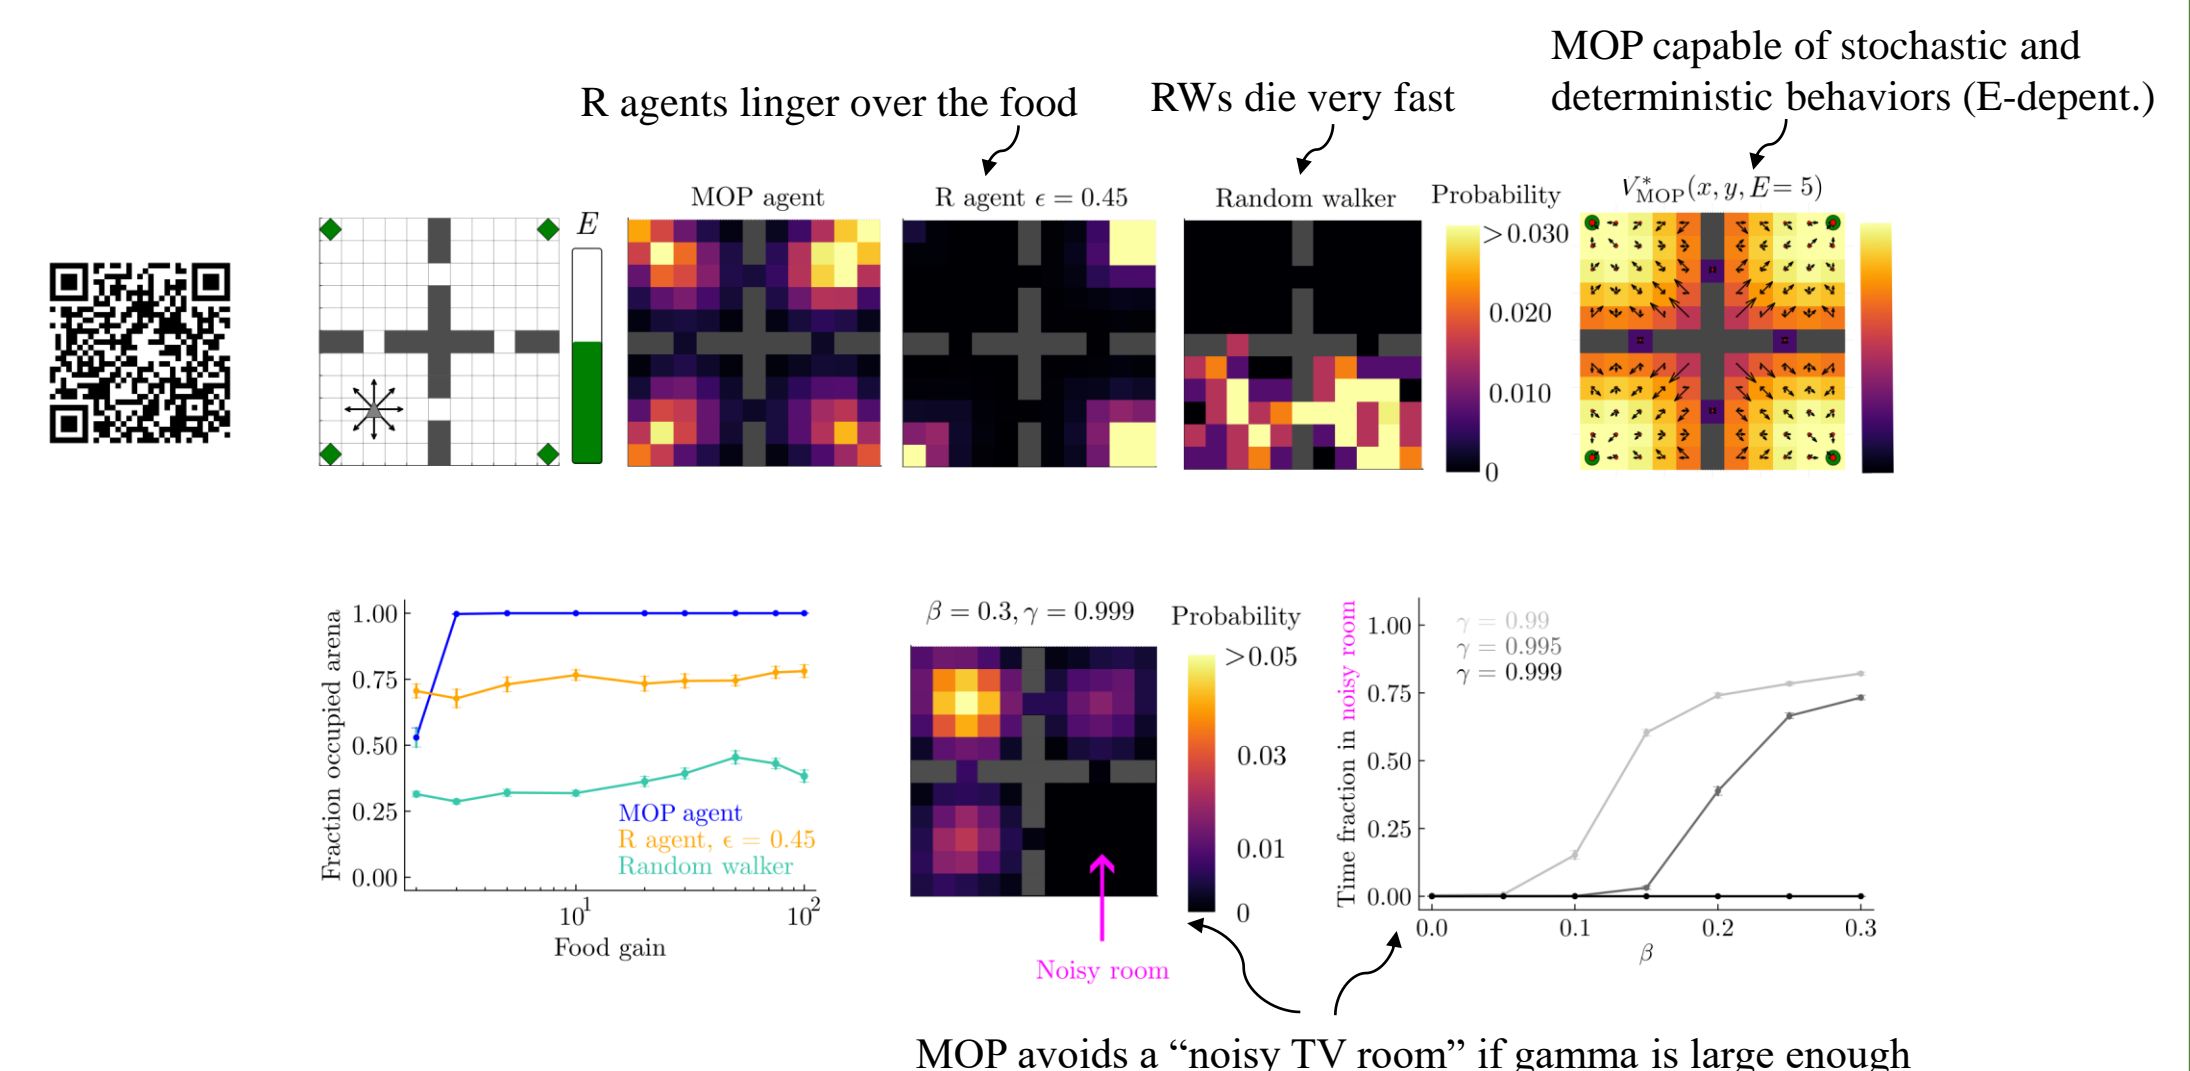 MOP capable of stochastic and
deterministic behaviors (E-depent.)
R agents linger over the food
RWs die very fast
E
MOP agent
R agent ϵ = 0.45
Random walker
Probability
>0.030
0.020
0.010
0
V*MOP(x, y, E = 5)
Fraction occupied arena
1.00
0.75
0.50
0.25
0.00
MOP agent
R agent, ϵ = 0.45
Random walker
10¹
10²
Food gain
β = 0.3, γ = 0.999
Probability
>0.05
0.03
0.01
0
Noisy room
Time fraction in noisy room
1.00
0.75
0.50
0.25
0.00
γ = 0.99
γ = 0.995
γ = 0.999
0.0
0.1
0.2
0.3
β
MOP avoids a “noisy TV room” if gamma is large enough